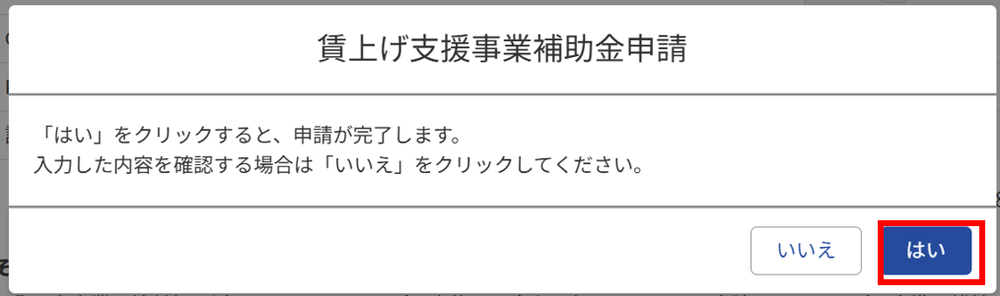 賃上げ支援事業補助金申請
「はい」をクリックすると、申請が完了します。
入力した内容を確認する場合は「いいえ」をクリックしてください。
いいえ
はい